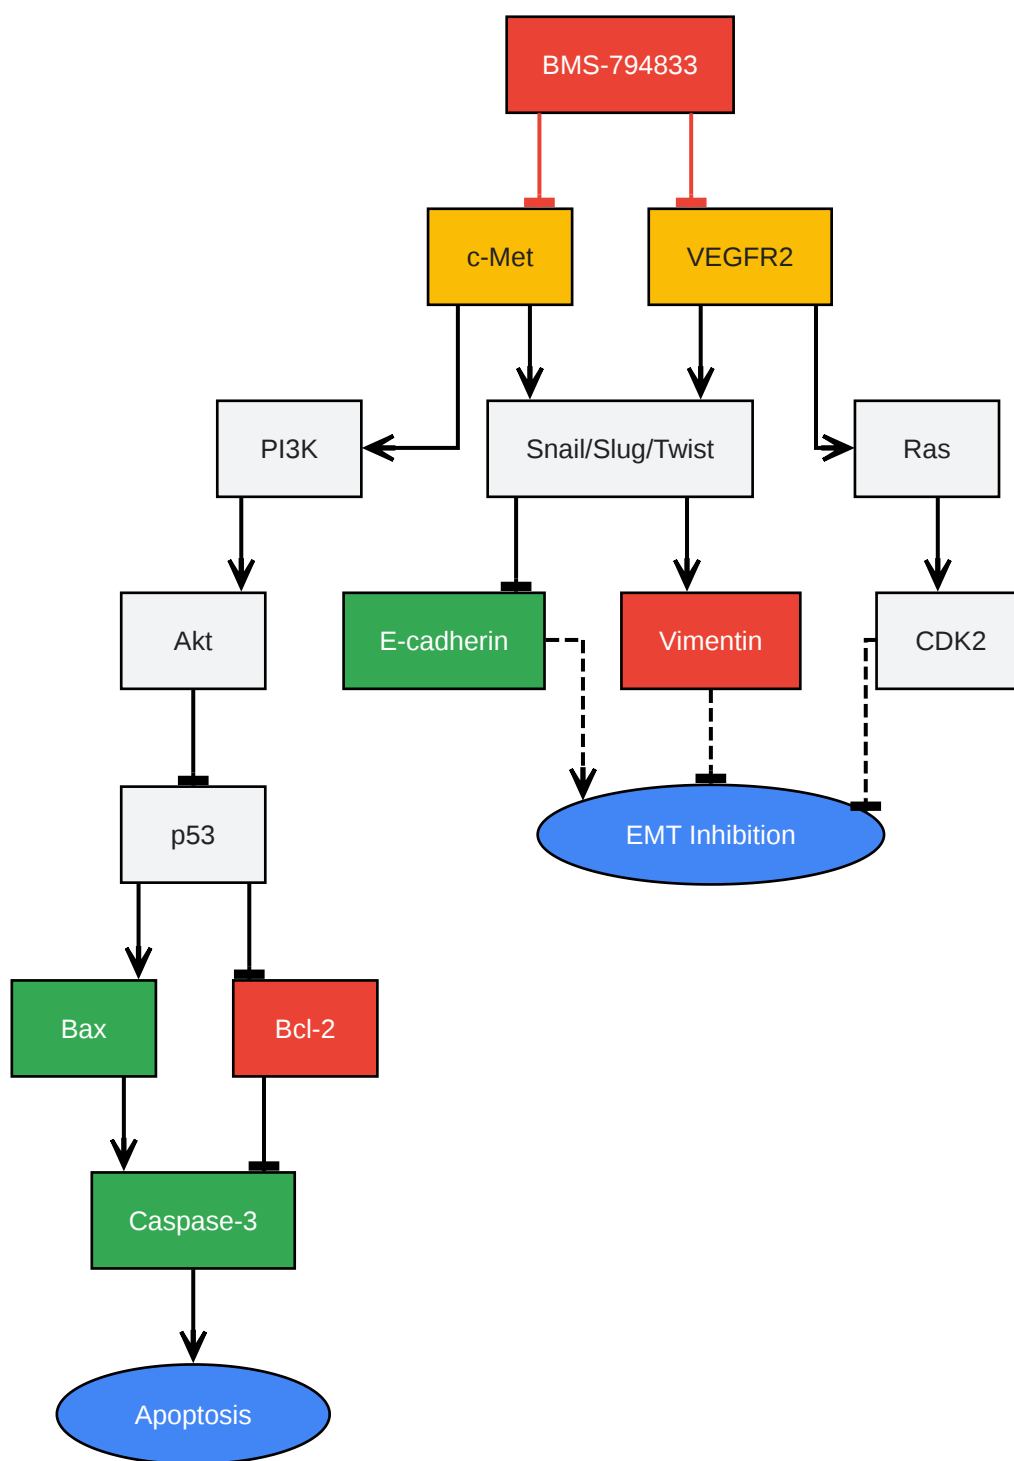 BMS-794833
c-Met
VEGFR2
PI3K
Snail/Slug/Twist
Ras
Akt
E-cadherin
Vimentin
CDK2
p53
EMT Inhibition
Bax
Bcl-2
Caspase-3
Apoptosis